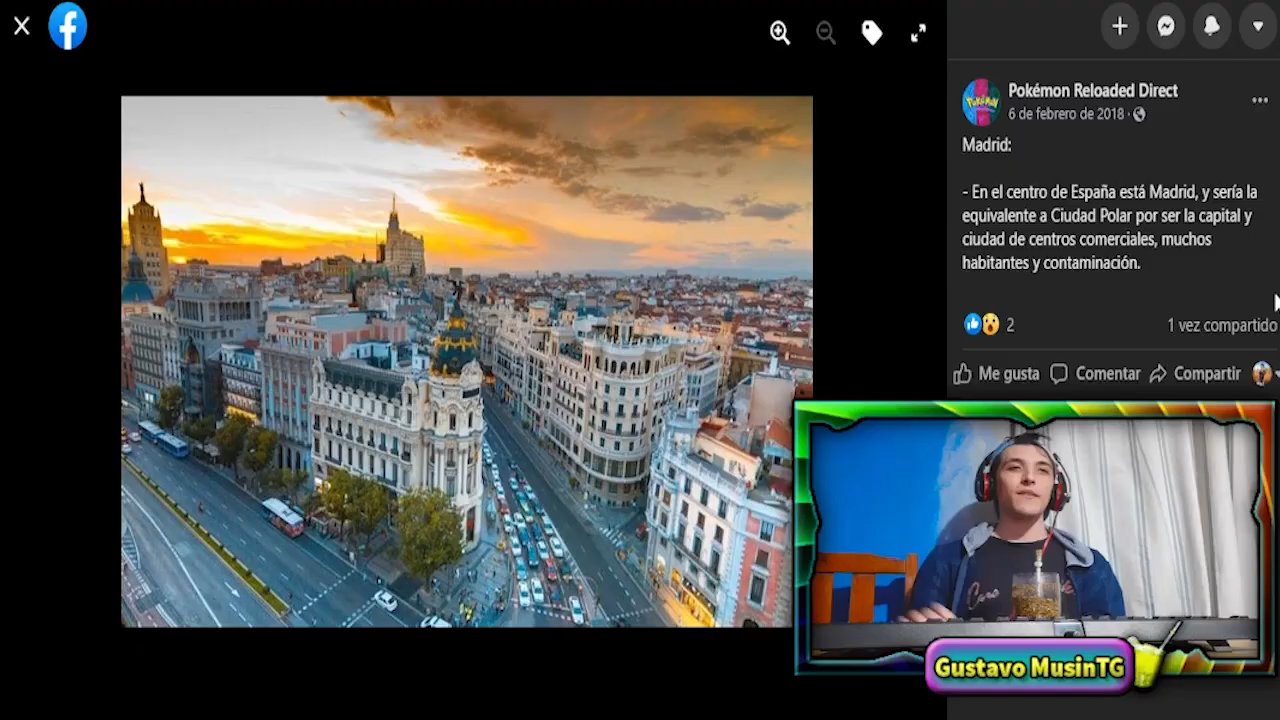 Pokémon Reloaded Direct
6 de febrero de 2018 ·
Madrid:
- En el centro de España está Madrid, y sería la
equivalente a Ciudad Polar por ser la capital y
ciudad de centros comerciales, muchos
habitantes y contaminación.
2
1 vez compartido
Me gusta Comentar Compartir
Gustavo MusinTG